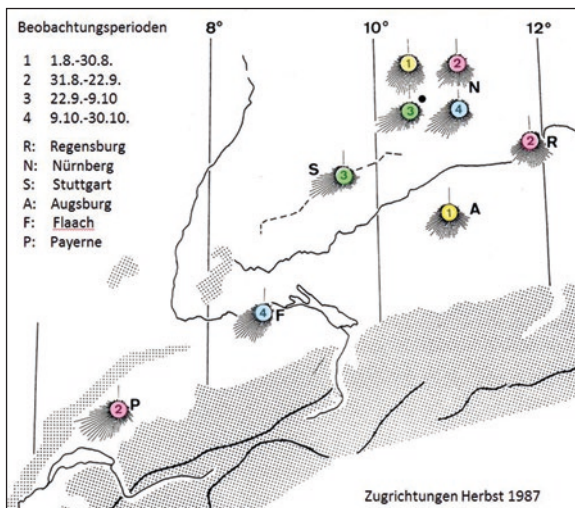 Beobachtungsperioden
1 1.8.-30.8.
2 31.8.-22.9.
3 22.9.-9.10
4 9.10.-30.10.
R: Regensburg
N: Nürnberg
S: Stuttgart
A: Augsburg
F: Flaach
P: Payerne
8° 10° 12°
1 2
N
3 4
2 R
S 3
1 A
4 F
2 P
Zugrichtungen Herbst 1987